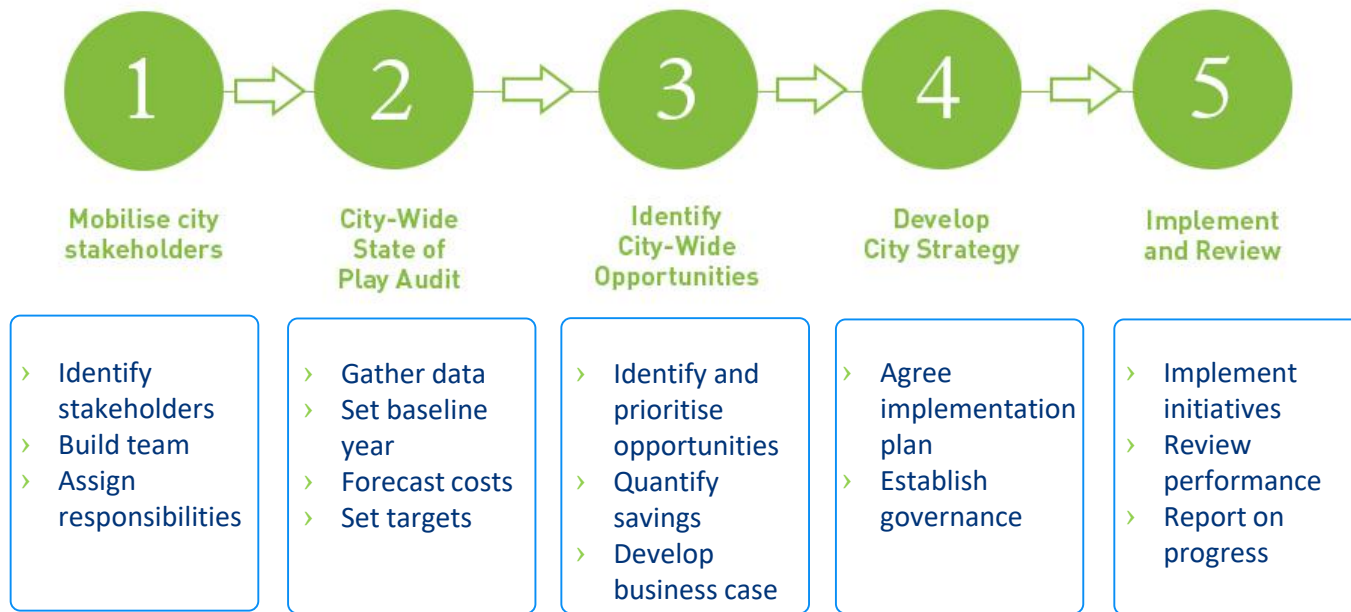 1
2
3
4
5
Mobilise city
stakeholders
City-Wide
State of
Play Audit
Identify
City-Wide
Opportunities
Develop
City Strategy
Implement
and Review
› Identify
stakeholders
› Build team
› Assign
responsibilities
› Gather data
› Set baseline
year
› Forecast costs
› Set targets
› Identify and
prioritise
opportunities
› Quantify
savings
› Develop
business case
› Agree
implementation
plan
› Establish
governance
› Implement
initiatives
› Review
performance
› Report on
progress